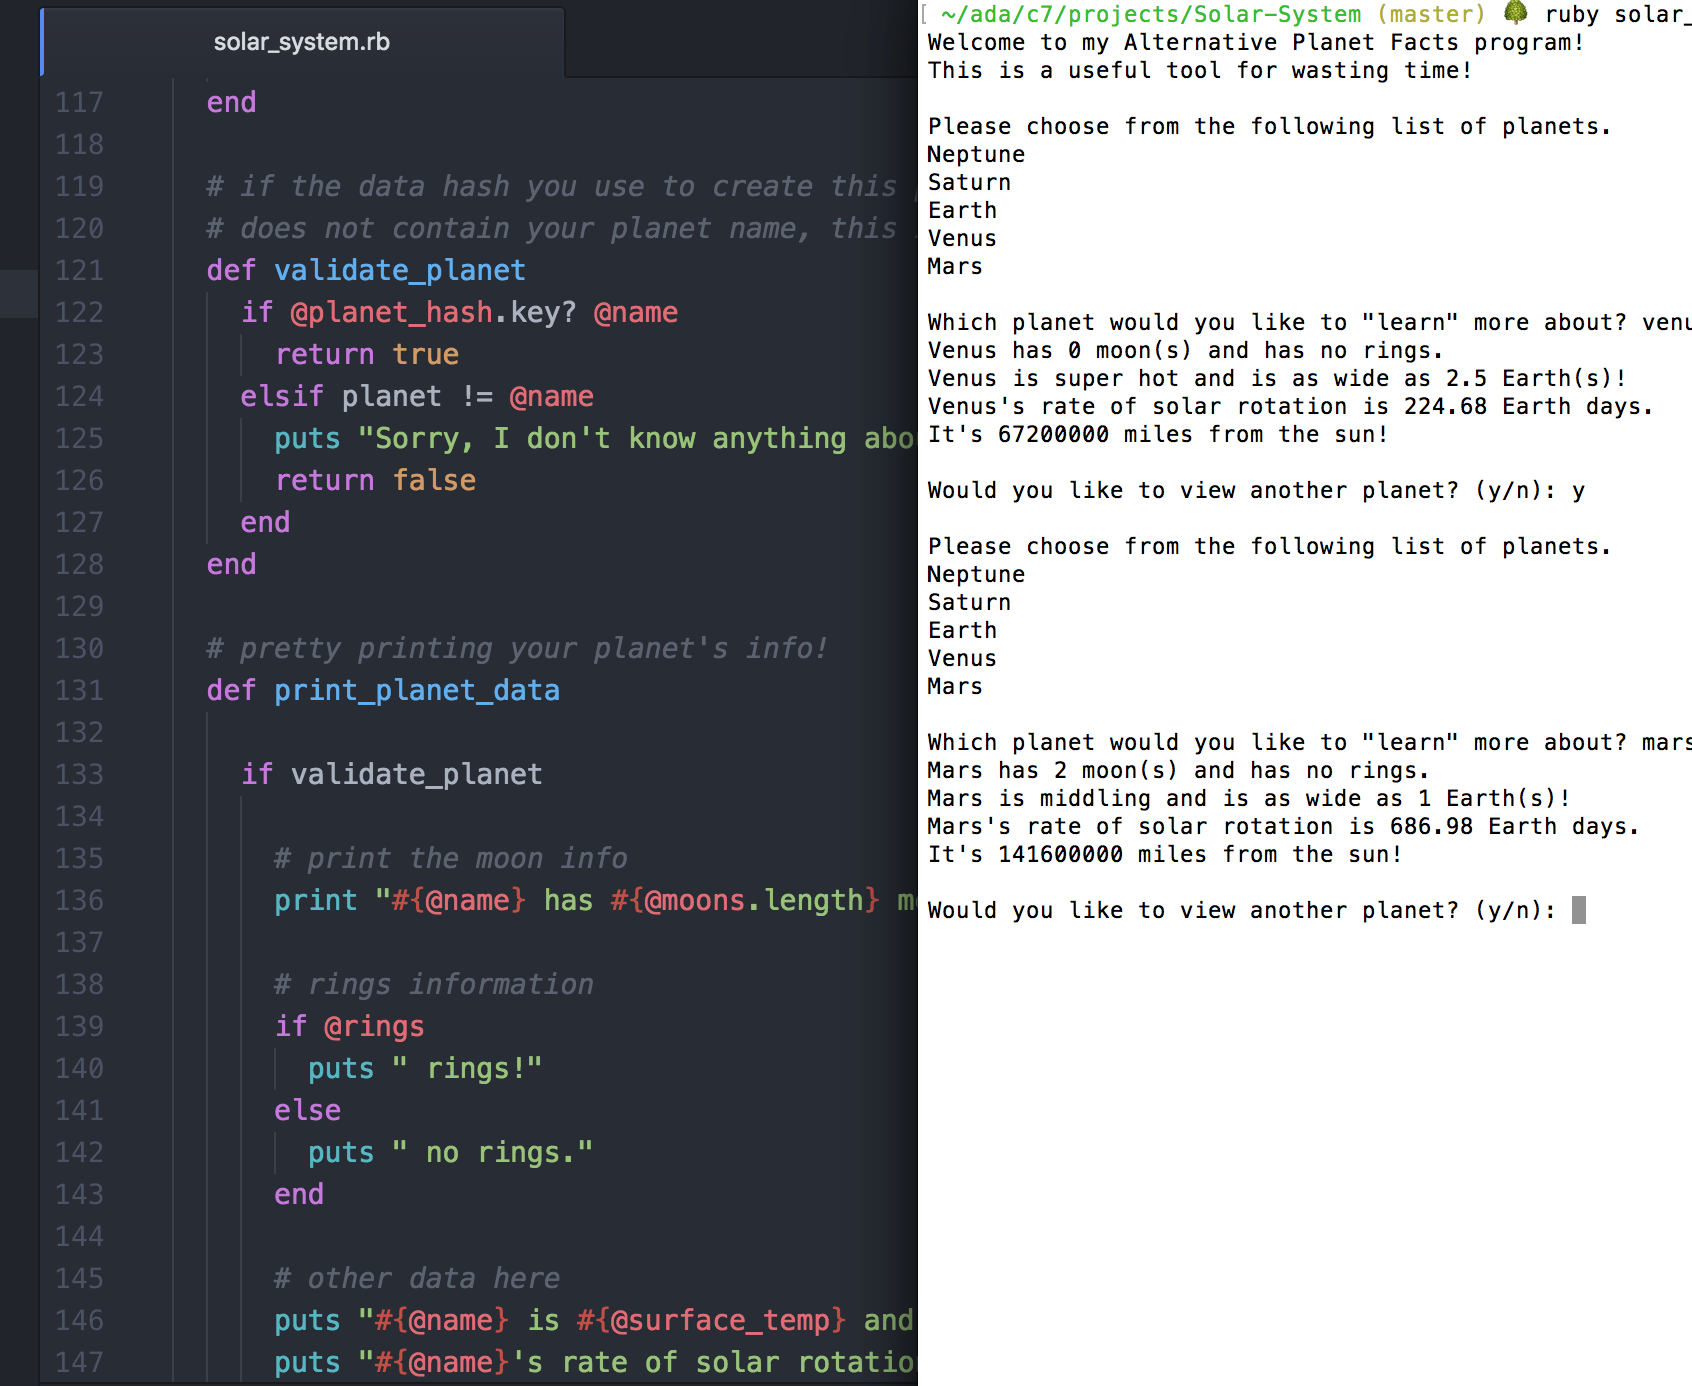 solar_system.rb
117 end
118
119 # if the data hash you use to create this
120 # does not contain your planet name, this
121 def validate_planet
122 if @planet_hash.key? @name
123 return true
124 elsif planet != @name
125 puts "Sorry, I don't know anything abo
126 return false
127 end
128 end
129
130 # pretty printing your planet's info!
131 def print_planet_data
132
133 if validate_planet
134
135 # print the moon info
136 print "#{@name} has #{@moons.length} m
137
138 # rings information
139 if @rings
140 puts " rings!"
141 else
142 puts " no rings."
143 end
144
145 # other data here
146 puts "#{@name} is #{@surface_temp} and
147 puts "#{@name}'s rate of solar rotatio
[ ~/ada/c7/projects/Solar-System (master) 🌳 ruby solar_
Welcome to my Alternative Planet Facts program!
This is a useful tool for wasting time!
Please choose from the following list of planets.
Neptune
Saturn
Earth
Venus
Mars
Which planet would you like to "learn" more about? venu
Venus has 0 moon(s) and has no rings.
Venus is super hot and is as wide as 2.5 Earth(s)!
Venus's rate of solar rotation is 224.68 Earth days.
It's 67200000 miles from the sun!
Would you like to view another planet? (y/n): y
Please choose from the following list of planets.
Neptune
Saturn
Earth
Venus
Mars
Which planet would you like to "learn" more about? mars
Mars has 2 moon(s) and has no rings.
Mars is middling and is as wide as 1 Earth(s)!
Mars's rate of solar rotation is 686.98 Earth days.
It's 141600000 miles from the sun!
Would you like to view another planet? (y/n):